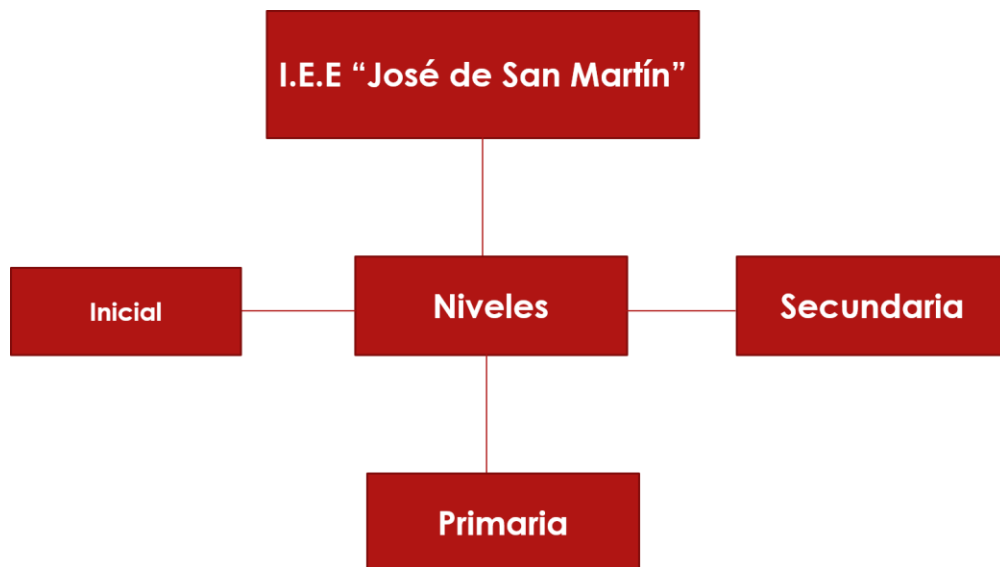 I.E.E “José de San Martín”
Inicial
Niveles
Secundaria
Primaria